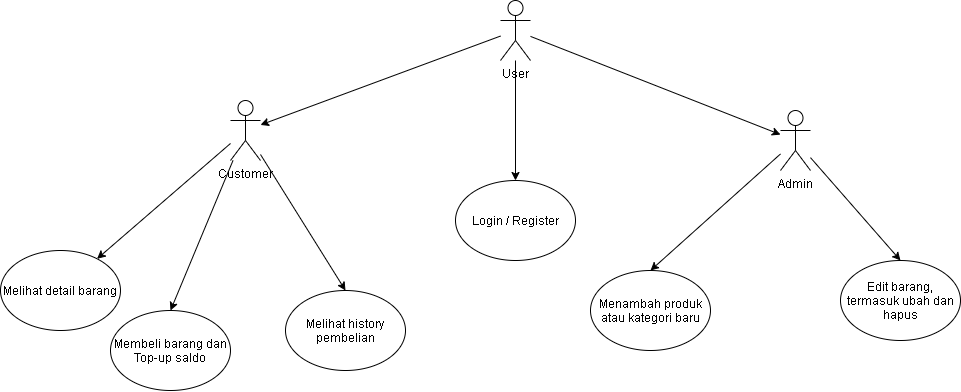 User
Customer
Admin
Login / Register
Melihat detail barang
Membeli barang dan
Top-up saldo
Melihat history
pembelian
Menambah produk
atau kategori baru
Edit barang,
termasuk ubah dan
hapus